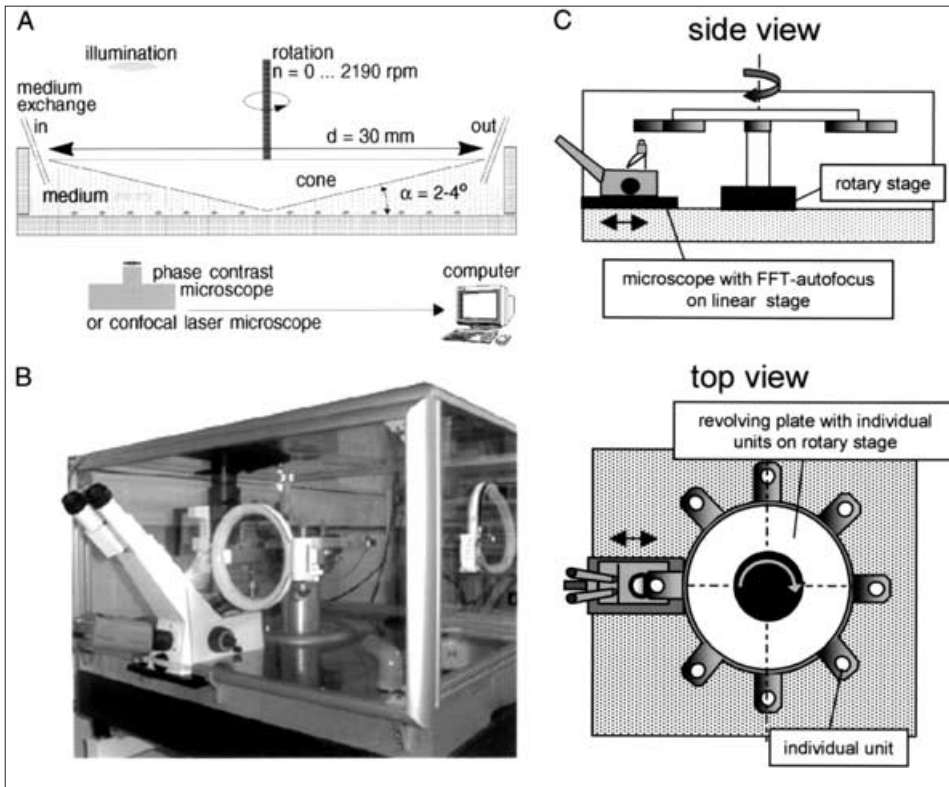 A
illumination
rotation
n = 0 ... 2190 rpm
medium
exchange
in
out
d = 30 mm
cone
α = 2-4°
medium
phase contrast
microscope
or confocal laser microscope
computer
B
C
side view
rotary stage
microscope with FFT-autofocus
on linear stage
top view
revolving plate with individual
units on rotary stage
individual unit